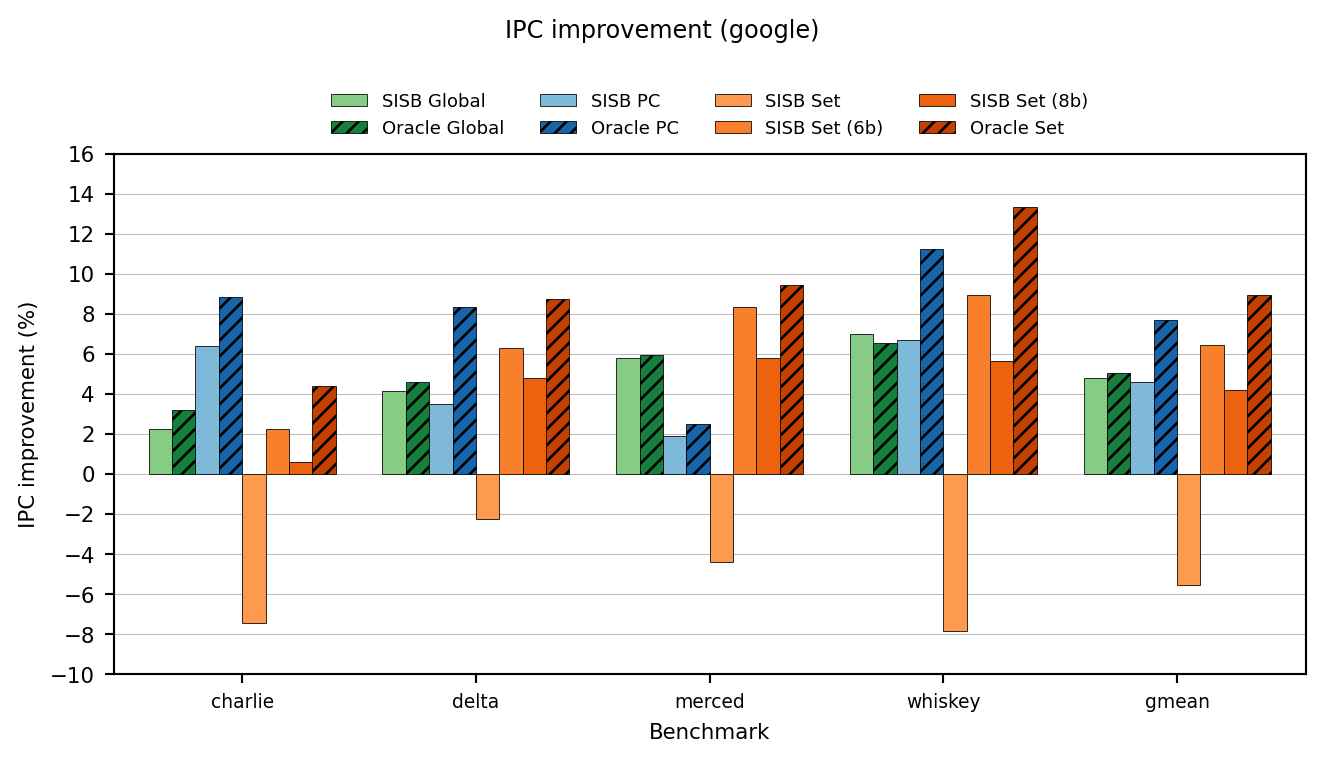 IPC improvement (google)
SISB Global SISB PC SISB Set SISB Set (8b)
Oracle Global Oracle PC SISB Set (6b) Oracle Set
16
14
12
10
8
6
4
2
0
−2
−4
−6
−8
−10
IPC improvement (%)
charlie delta merced whiskey gmean
Benchmark